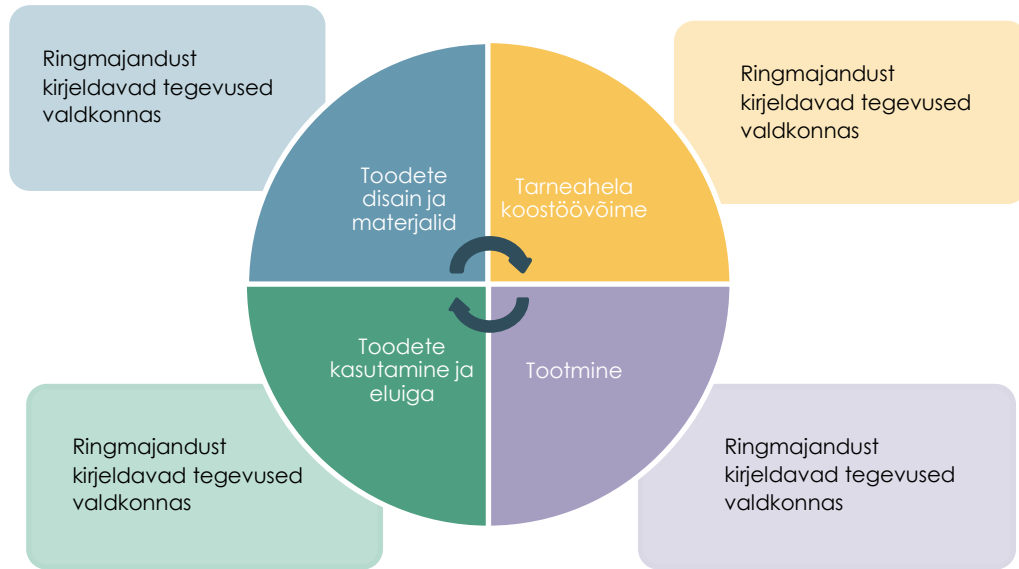 Ringmajandust
kirjeldavad tegevused
valdkonnas
Ringmajandust
kirjeldavad tegevused
valdkonnas
Toodete
disain ja
materjalid
Tarneahela
koostöövõime
Toodete
kasutamine ja
eluiga
Tootmine
Ringmajandust
kirjeldavad tegevused
valdkonnas
Ringmajandust
kirjeldavad tegevused
valdkonnas